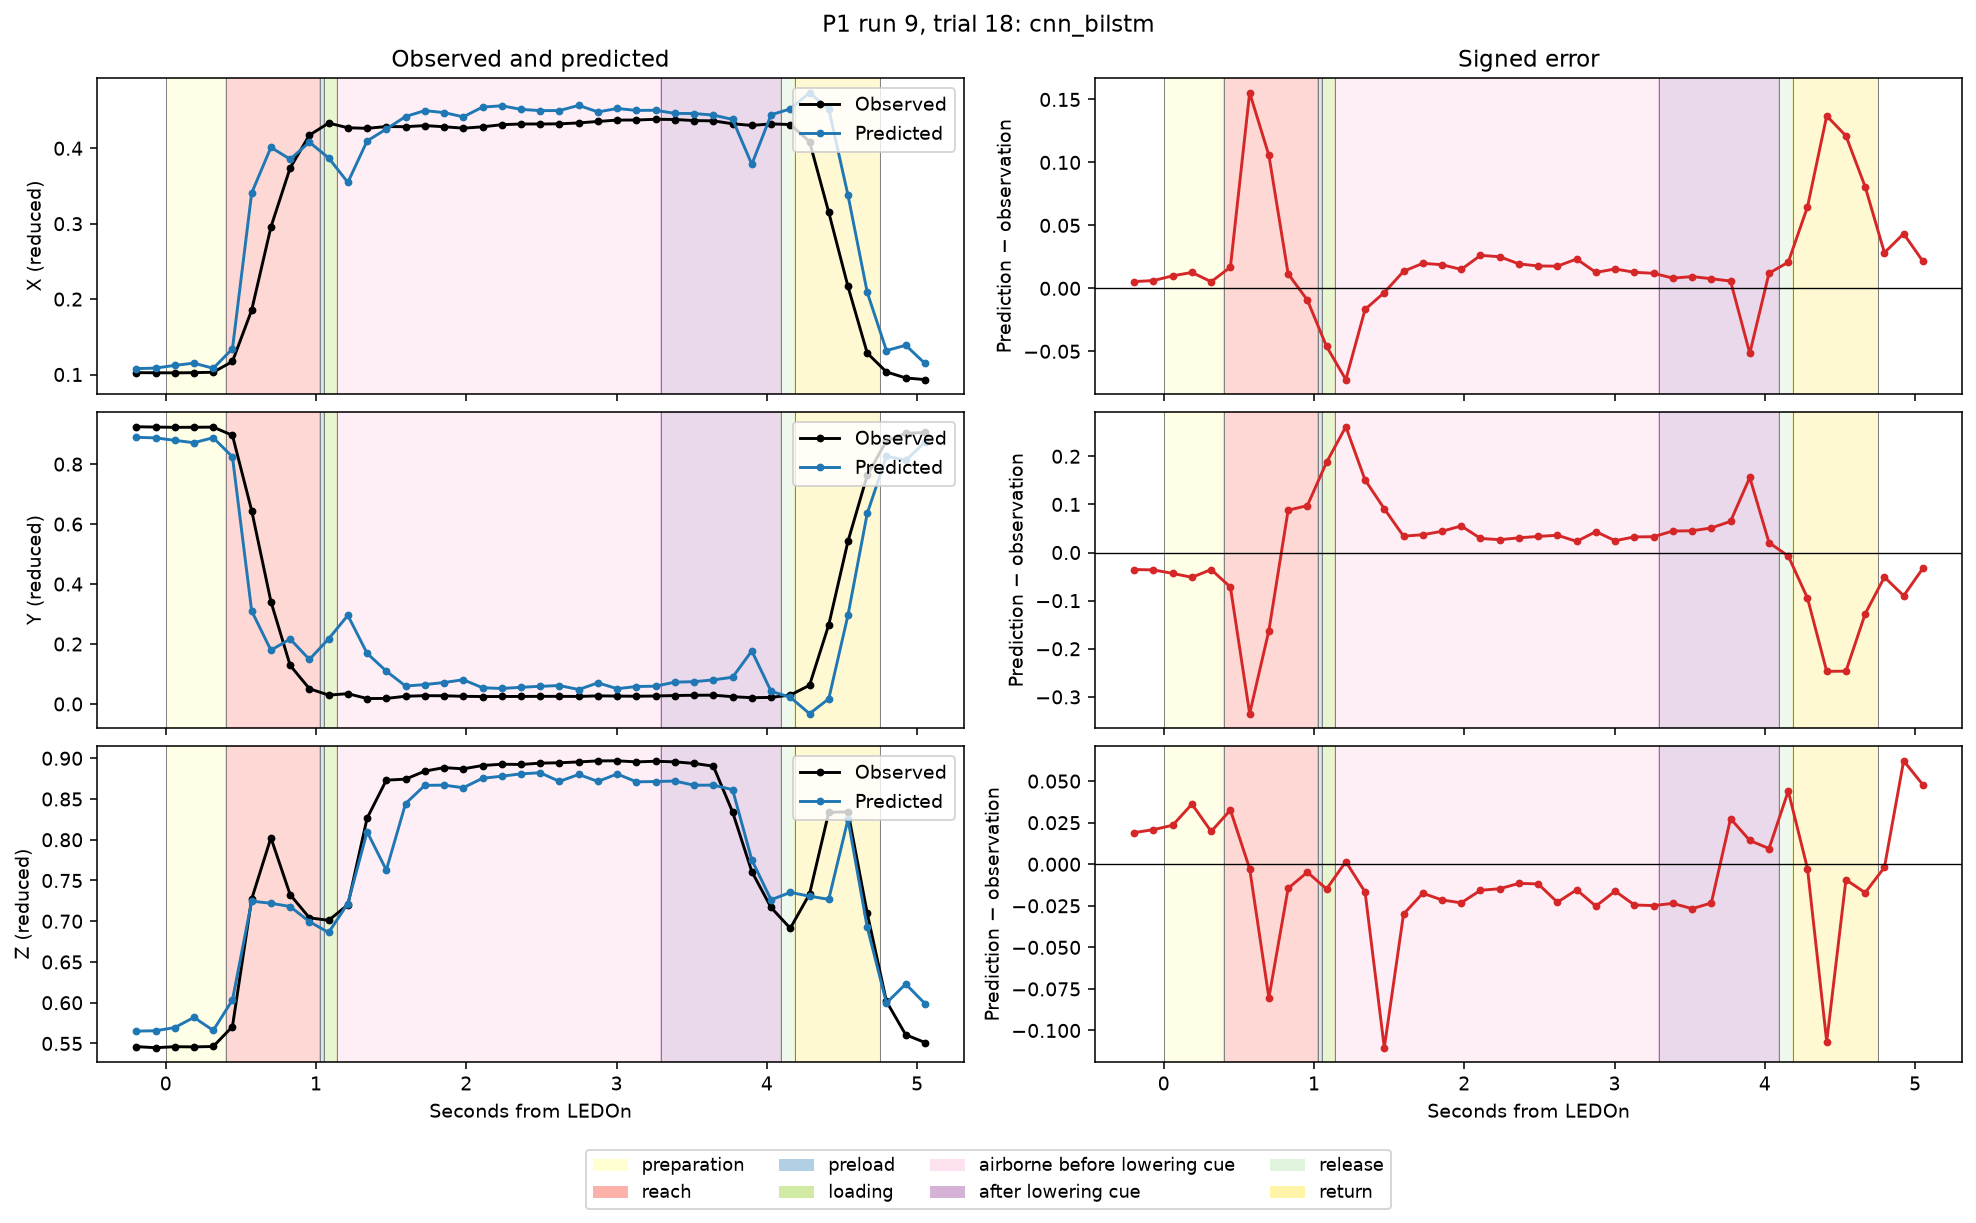 P1 run 9, trial 18: cnn_bilstm
Observed and predicted
Signed error
X (reduced)
0.4
0.3
0.2
0.1
Observed
Predicted
Prediction − observation
0.15
0.10
0.05
0.00
−0.05
Y (reduced)
0.8
0.6
0.4
0.2
0.0
Observed
Predicted
Prediction − observation
0.2
0.1
0.0
−0.1
−0.2
−0.3
Z (reduced)
0.90
0.85
0.80
0.75
0.70
0.65
0.60
0.55
Observed
Predicted
0 1 2 3 4 5
Seconds from LEDOn
Prediction − observation
0.050
0.025
0.000
−0.025
−0.050
−0.075
−0.100
0 1 2 3 4 5
Seconds from LEDOn
preparation preload airborne before lowering cue release
reach loading after lowering cue return